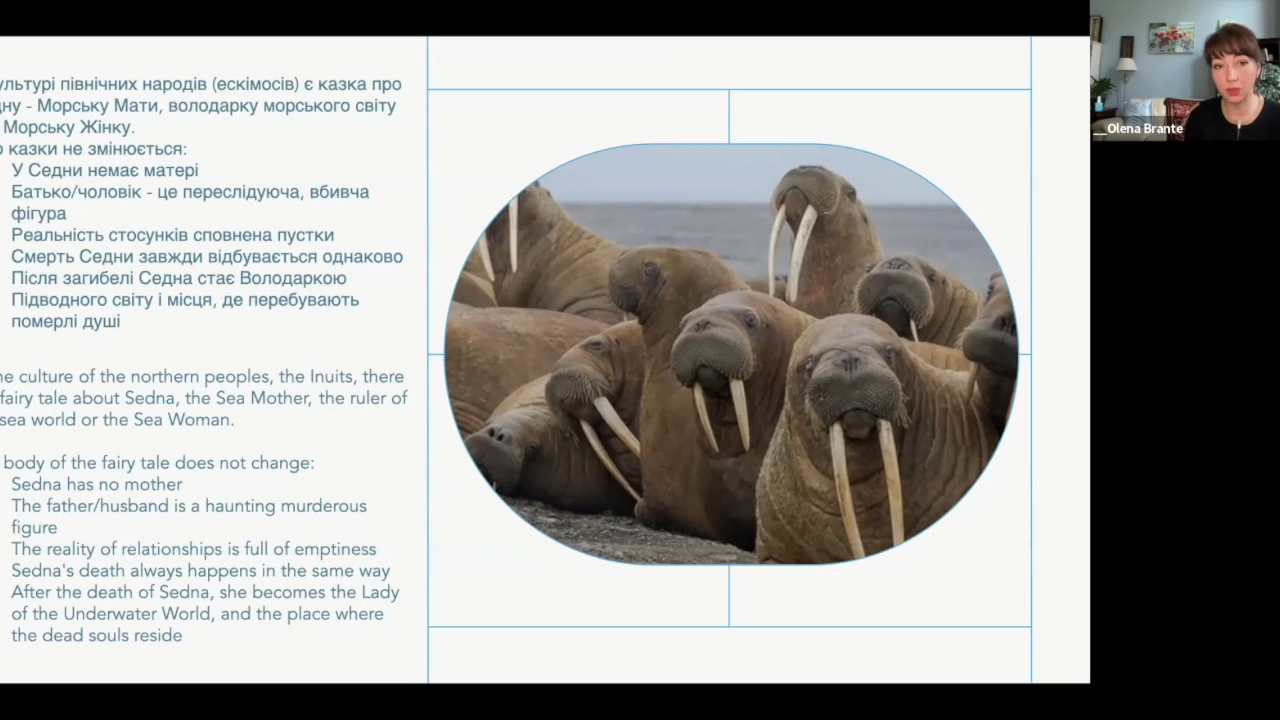 ультурі північних народів (ескімосів) є казка про
дну - Морську Мати, володарку морського світу
Морську Жінку.
о казки не змінюється:
У Седни немає матері
Батько/чоловік - це переслідуюча, вбивча
фігура
Реальність стосунків сповнена пустки
Смерть Седни завжди відбувається однаково
Після загибелі Седна стає Володаркою
Підводного світу і місця, де перебувають
померлі душі
he culture of the northern peoples, the Inuits, there
fairy tale about Sedna, the Sea Mother, the ruler of
sea world or the Sea Woman.
body of the fairy tale does not change:
Sedna has no mother
The father/husband is a haunting murderous
figure
The reality of relationships is full of emptiness
Sedna's death always happens in the same way
After the death of Sedna, she becomes the Lady
of the Underwater World, and the place where
the dead souls reside
__Olena Brante